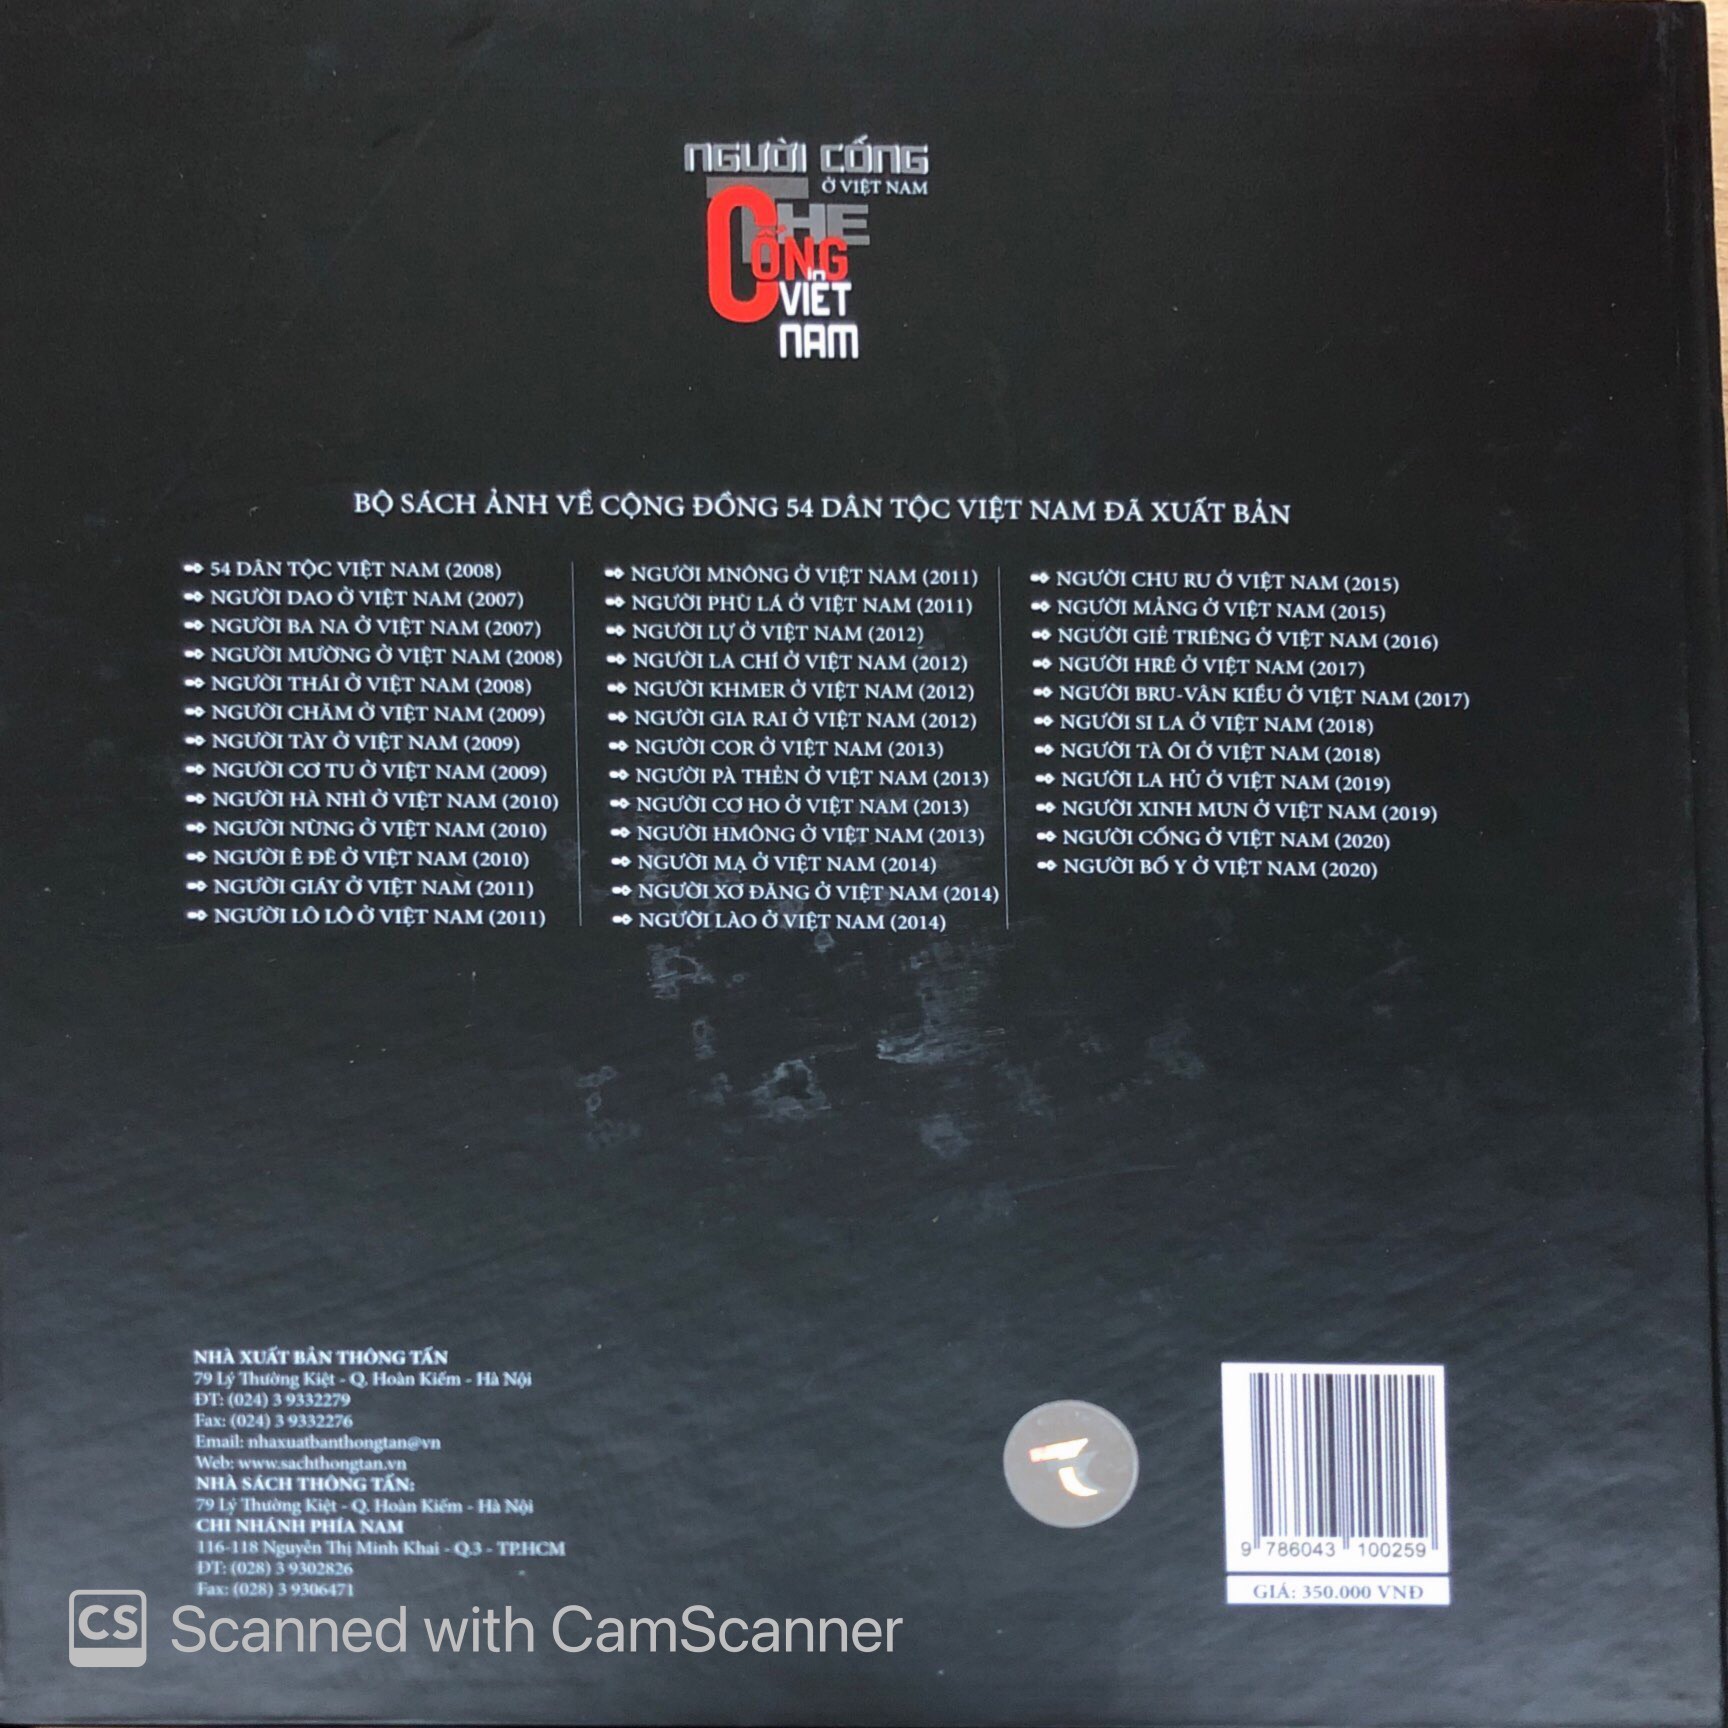 NGƯỜI CỐNG
Ở VIỆT NAM
THE
CỐNG
in
VIỆT
NAM
BỘ SÁCH ẢNH VỀ CỘNG ĐỒNG 54 DÂN TỘC VIỆT NAM ĐÃ XUẤT BẢN
54 DÂN TỘC VIỆT NAM (2008)
NGƯỜI DAO Ở VIỆT NAM (2007)
NGƯỜI BA NA Ở VIỆT NAM (2007)
NGƯỜI MƯỜNG Ở VIỆT NAM (2008)
NGƯỜI THÁI Ở VIỆT NAM (2008)
NGƯỜI CHĂM Ở VIỆT NAM (2009)
NGƯỜI TÀY Ở VIỆT NAM (2009)
NGƯỜI CƠ TU Ở VIỆT NAM (2009)
NGƯỜI HÀ NHÌ Ở VIỆT NAM (2010)
NGƯỜI NÙNG Ở VIỆT NAM (2010)
NGƯỜI Ê ĐÊ Ở VIỆT NAM (2010)
NGƯỜI GIÁY Ở VIỆT NAM (2011)
NGƯỜI LÔ LÔ Ở VIỆT NAM (2011)
NGƯỜI MNÔNG Ở VIỆT NAM (2011)
NGƯỜI PHÙ LÁ Ở VIỆT NAM (2011)
NGƯỜI LỰ Ở VIỆT NAM (2012)
NGƯỜI LA CHÍ Ở VIỆT NAM (2012)
NGƯỜI KHMER Ở VIỆT NAM (2012)
NGƯỜI GIA RAI Ở VIỆT NAM (2012)
NGƯỜI COR Ở VIỆT NAM (2013)
NGƯỜI PÀ THẺN Ở VIỆT NAM (2013)
NGƯỜI CƠ HO Ở VIỆT NAM (2013)
NGƯỜI HMÔNG Ở VIỆT NAM (2013)
NGƯỜI MẠ Ở VIỆT NAM (2014)
NGƯỜI XƠ ĐĂNG Ở VIỆT NAM (2014)
NGƯỜI LÀO Ở VIỆT NAM (2014)
NGƯỜI CHU RU Ở VIỆT NAM (2015)
NGƯỜI MẢNG Ở VIỆT NAM (2015)
NGƯỜI GIẺ TRIÊNG Ở VIỆT NAM (2016)
NGƯỜI HRÊ Ở VIỆT NAM (2017)
NGƯỜI BRU-VÂN KIỀU Ở VIỆT NAM (2017)
NGƯỜI SI LA Ở VIỆT NAM (2018)
NGƯỜI TÀ ÔI Ở VIỆT NAM (2018)
NGƯỜI LA HỦ Ở VIỆT NAM (2019)
NGƯỜI XINH MUN Ở VIỆT NAM (2019)
NGƯỜI CỐNG Ở VIỆT NAM (2020)
NGƯỜI BỐ Y Ở VIỆT NAM (2020)
NHÀ XUẤT BẢN THÔNG TẤN
79 Lý Thường Kiệt - Q. Hoàn Kiếm - Hà Nội
ĐT: (024) 3 9332279
Fax: (024) 3 9332276
Email: nhaxuatbanthongtan@vn
Web: www.sachthongtan.vn
NHÀ SÁCH THÔNG TẤN:
79 Lý Thường Kiệt - Q. Hoàn Kiếm - Hà Nội
CHI NHÁNH PHÍA NAM
116-118 Nguyễn Thị Minh Khai - Q.3 - TP.HCM
ĐT: (028) 3 9302826
Fax: (028) 3 9306471
9 786043 100259
GIÁ: 350.000 VNĐ
CS Scanned with CamScanner